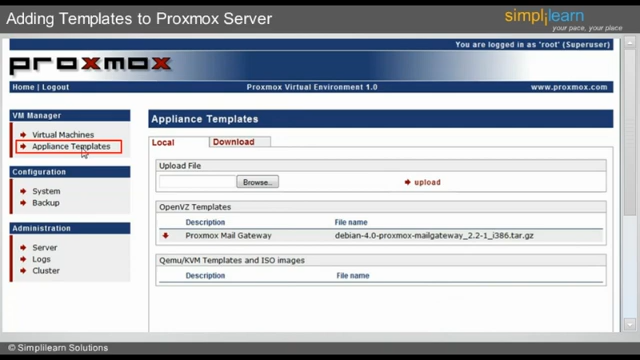 Adding Templates to Proxmox Server
simplilearn
your pace, your place
You are logged in as 'root' (Superuser)
proxmox
Home | Logout
Proxmox Virtual Environment 1.0
www.proxmox.com
VM Manager
Virtual Machines
Appliance Templates
Configuration
System
Backup
Administration
Server
Logs
Cluster
Appliance Templates
Local Download
Upload File
Browse.. upload
OpenVZ Templates
Description File name
Proxmox Mail Gateway debian-4.0-proxmox-mailgateway_2.2-1_i386.tar.gz
Qemu/KVM Templates and ISO images
Description File name
© Simplilearn Solutions